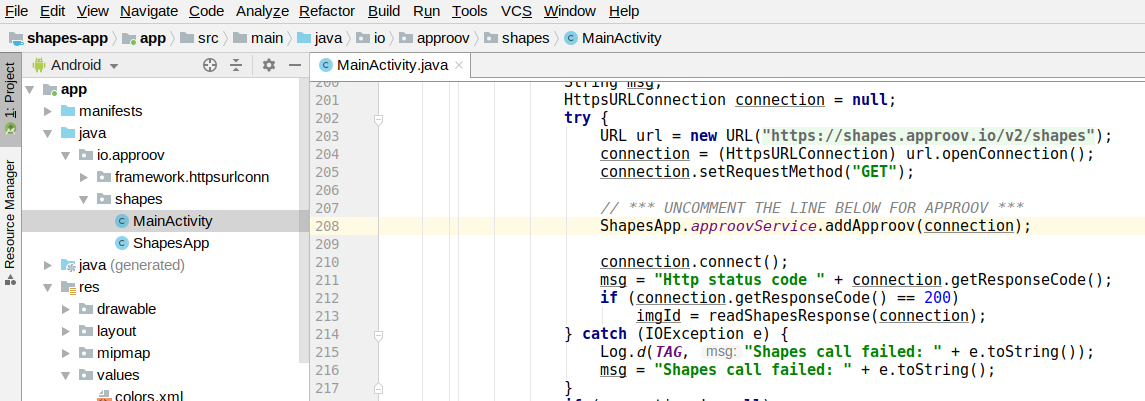 File Edit View Navigate Code Analyze Refactor Build Run Tools VCS Window Help
shapes-app app src main java io approov shapes MainActivity
1: Project
Resource Manager
Android
app
manifests
java
io.approov
framework.httpsurlconn
shapes
MainActivity
ShapesApp
java (generated)
res
drawable
layout
mipmap
values
colors.xml
MainActivity.java
200 String msg;
201 HttpsURLConnection connection = null;
202 try {
203 URL url = new URL("https://shapes.approov.io/v2/shapes");
204 connection = (HttpsURLConnection) url.openConnection();
205 connection.setRequestMethod("GET");
206
207 // *** UNCOMMENT THE LINE BELOW FOR APPROOV ***
208 ShapesApp.approovService.addApproov(connection);
209
210 connection.connect();
211 msg = "Http status code " + connection.getResponseCode();
212 if (connection.getResponseCode() == 200)
213 imgId = readShapesResponse(connection);
214 } catch (IOException e) {
215 Log.d(TAG, msg: "Shapes call failed: " + e.toString());
216 msg = "Shapes call failed: " + e.toString();
217 }